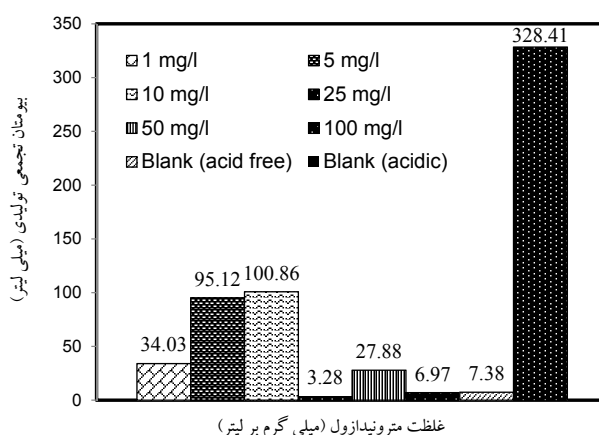 350
300
250
200
150
100
50
0
بیومتان تجمعی تولیدی (میلی لیتر)
1 mg/l
5 mg/l
10 mg/l
25 mg/l
50 mg/l
100 mg/l
Blank (acid free)
Blank (acidic)
34.03
95.12
100.86
3.28
27.88
6.97
7.38
328.41
غلظت مترونیدازول (میلی گرم بر لیتر)